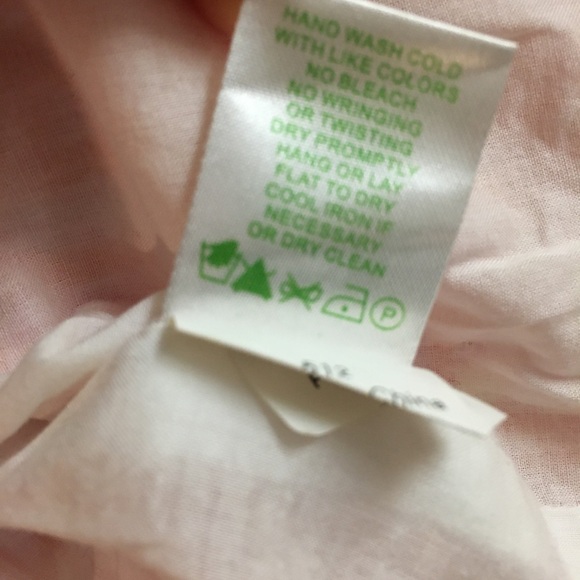 HAND WASH COLD
WITH LIKE COLORS
NO BLEACH
NO WRINGING
OR TWISTING
DRY PROMPTLY
HANG OR LAY
FLAT TO DRY
COOL IRON IF
NECESSARY
OR DRY CLEAN
P
China